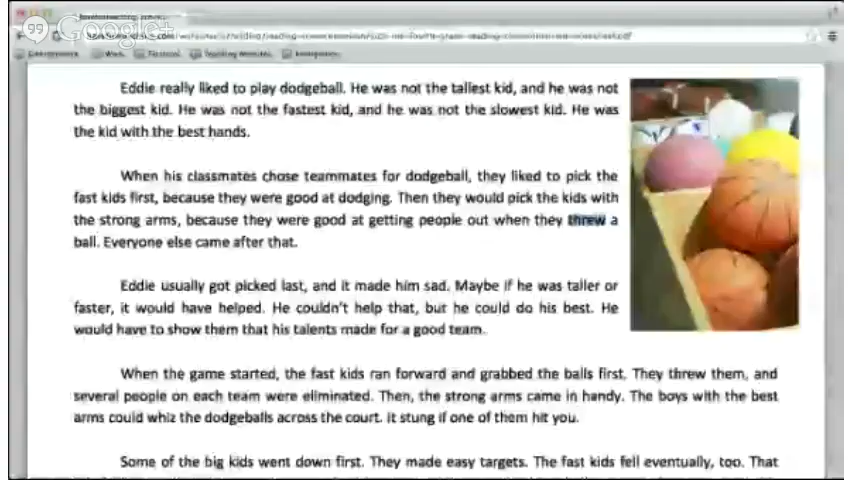 Google+
Eddie really liked to play dodgeball. He was not the tallest kid, and he was not
the biggest kid. He was not the fastest kid, and he was not the slowest kid. He was
the kid with the best hands.
When his classmates chose teammates for dodgeball, they liked to pick the
fast kids first, because they were good at dodging. Then they would pick the kids with
the strong arms, because they were good at getting people out when they threw a
ball. Everyone else came after that.
Eddie usually got picked last, and it made him sad. Maybe if he was taller or
faster, it would have helped. He couldn't help that, but he could do his best. He
would have to show them that his talents made for a good team.
When the game started, the fast kids ran forward and grabbed the balls first. They threw them, and
several people on each team were eliminated. Then, the strong arms came in handy. The boys with the best
arms could whiz the dodgeballs across the court. It stung if one of them hit you.
Some of the big kids went down first. They made easy targets. The fast kids fell eventually, too. That